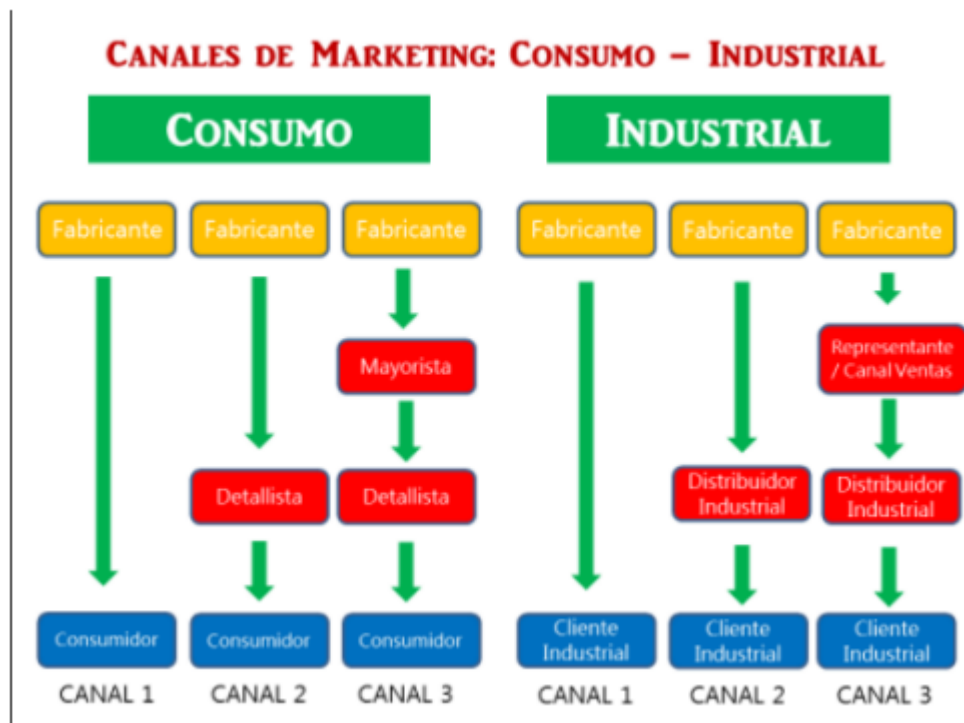 CANALES DE MARKETING: CONSUMO – INDUSTRIAL
CONSUMO
INDUSTRIAL
Fabricante Fabricante Fabricante Fabricante Fabricante Fabricante
Mayorista
Representante
/ Canal Ventas
Detallista Detallista
Distribuidor Distribuidor
Industrial Industrial
Consumidor Consumidor Consumidor
Cliente Cliente Cliente
Industrial Industrial Industrial
CANAL 1 CANAL 2 CANAL 3 CANAL 1 CANAL 2 CANAL 3